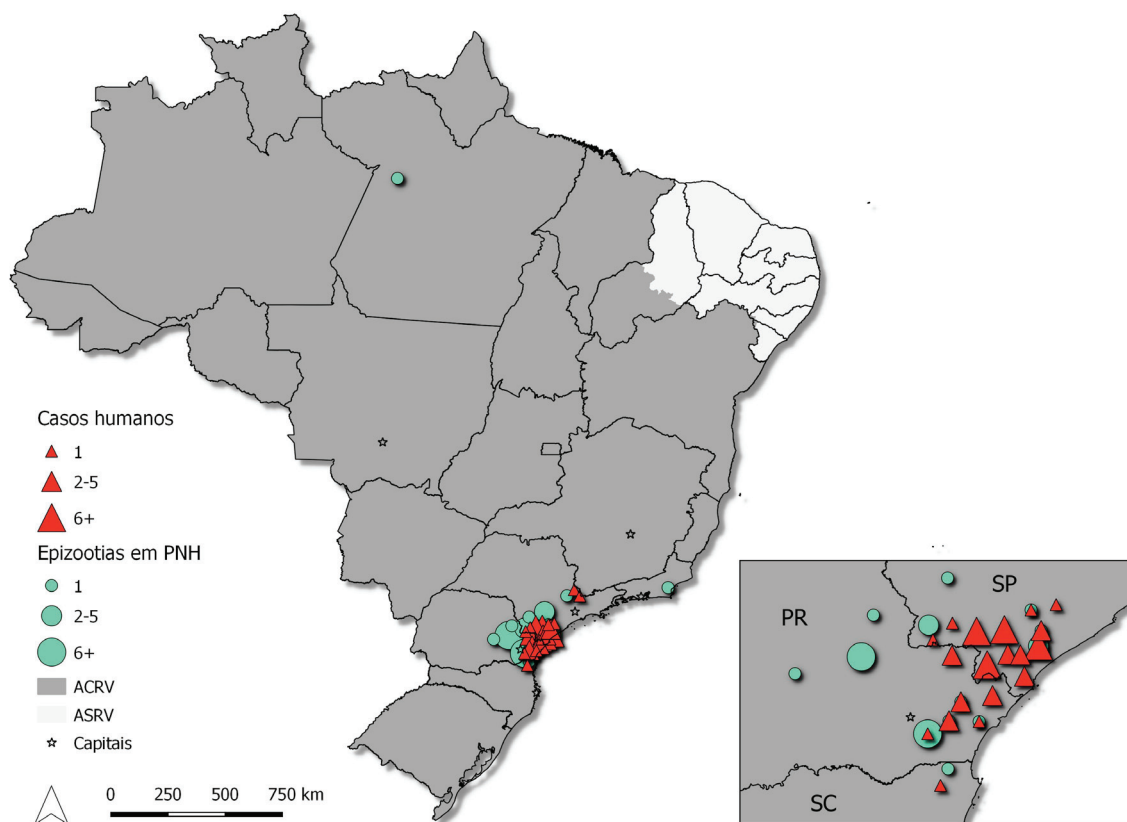 Casos humanos
1
2-5
6+
Epizootias em PNH
1
2-5
6+
ACRV
ASRV
Capitais
0 250 500 750 km
SP
PR
SC